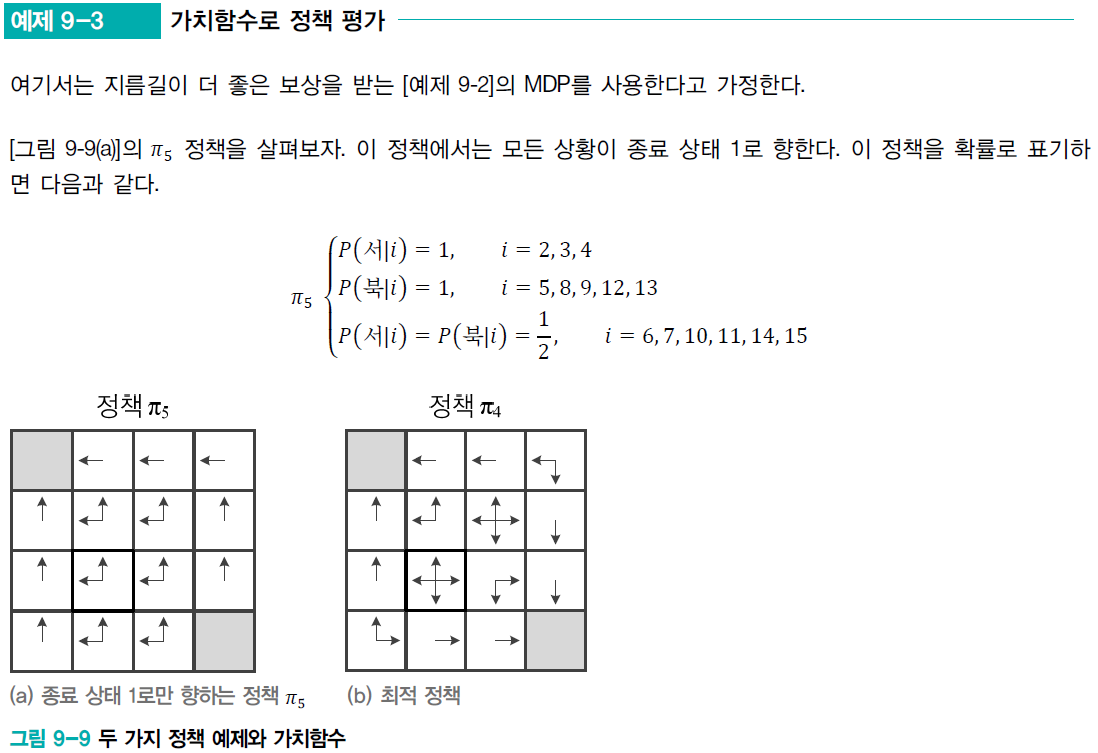 예제 9-3 가치함수로 정책 평가
여기서는 지름길이 더 좋은 보상을 받는 [예제 9-2]의 MDP를 사용한다고 가정한다.
[그림 9-9(a)]의 π₅ 정책을 살펴보자. 이 정책에서는 모든 상황이 종료 상태 1로 향한다. 이 정책을 확률로 표기하
면 다음과 같다.
P(서|i) = 1, i = 2, 3, 4
π₅ P(북|i) = 1, i = 5, 8, 9, 12, 13
P(서|i) = P(북|i) = 1/2, i = 6, 7, 10, 11, 14, 15
정책 π₅ 정책 π₄
(a) 종료 상태 1로만 향하는 정책 π₅ (b) 최적 정책
그림 9-9 두 가지 정책 예제와 가치함수